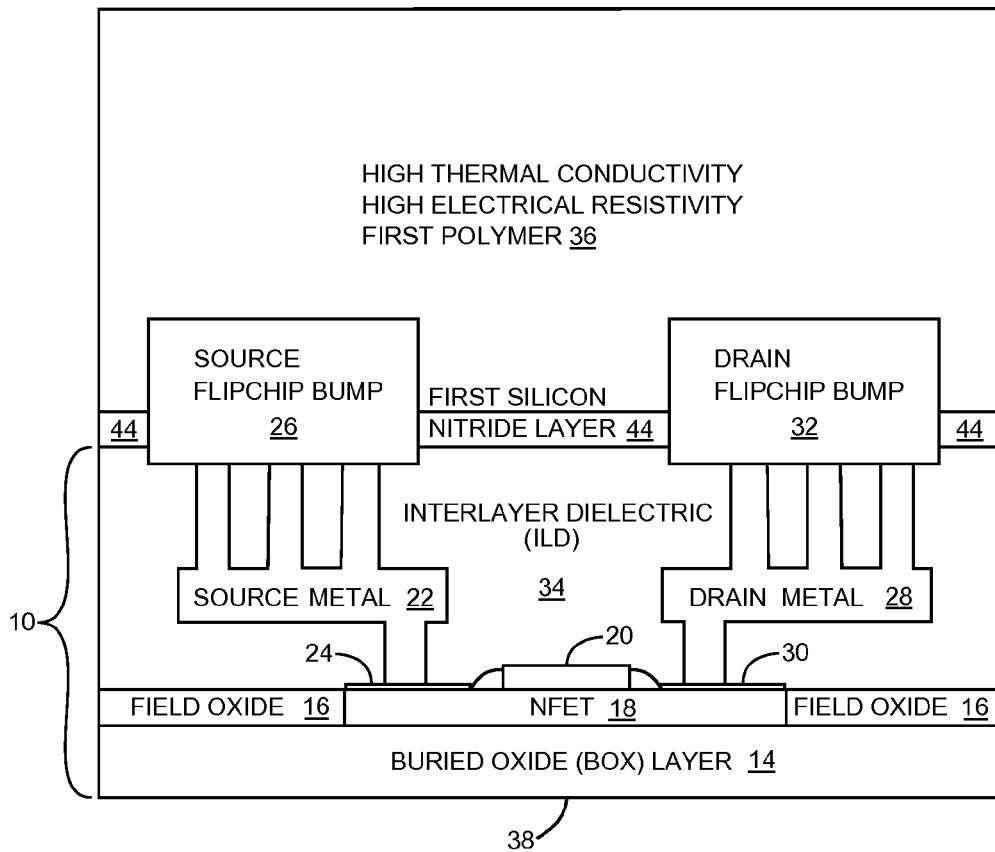 HIGH THERMAL CONDUCTIVITY
HIGH ELECTRICAL RESISTIVITY
FIRST POLYMER 36
SOURCE
FLIPCHIP BUMP
26
DRAIN
FLIPCHIP BUMP
32
FIRST SILICON
NITRIDE LAYER 44
44
44
INTERLAYER DIELECTRIC
(ILD)
34
SOURCE METAL 22
DRAIN METAL 28
10
24
20
30
FIELD OXIDE 16
NFET 18
FIELD OXIDE 16
BURIED OXIDE (BOX) LAYER 14
38